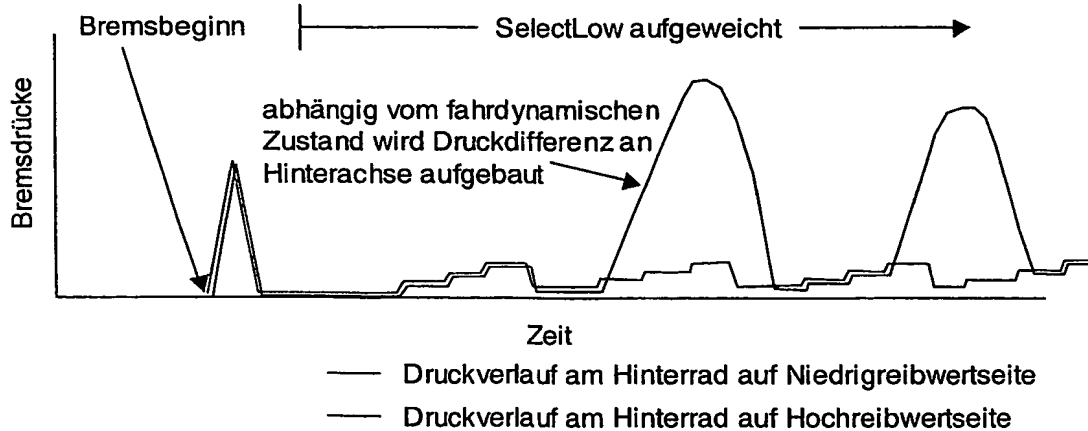 Bremsbeginn
SelectLow aufgeweicht
abhängig vom fahrdynamischen
Zustand wird Druckdifferenz an
Hinterachse aufgebaut
Bremsdrücke
Zeit
Druckverlauf am Hinterrad auf Niedrigreibwertseite
Druckverlauf am Hinterrad auf Hochreibwertseite